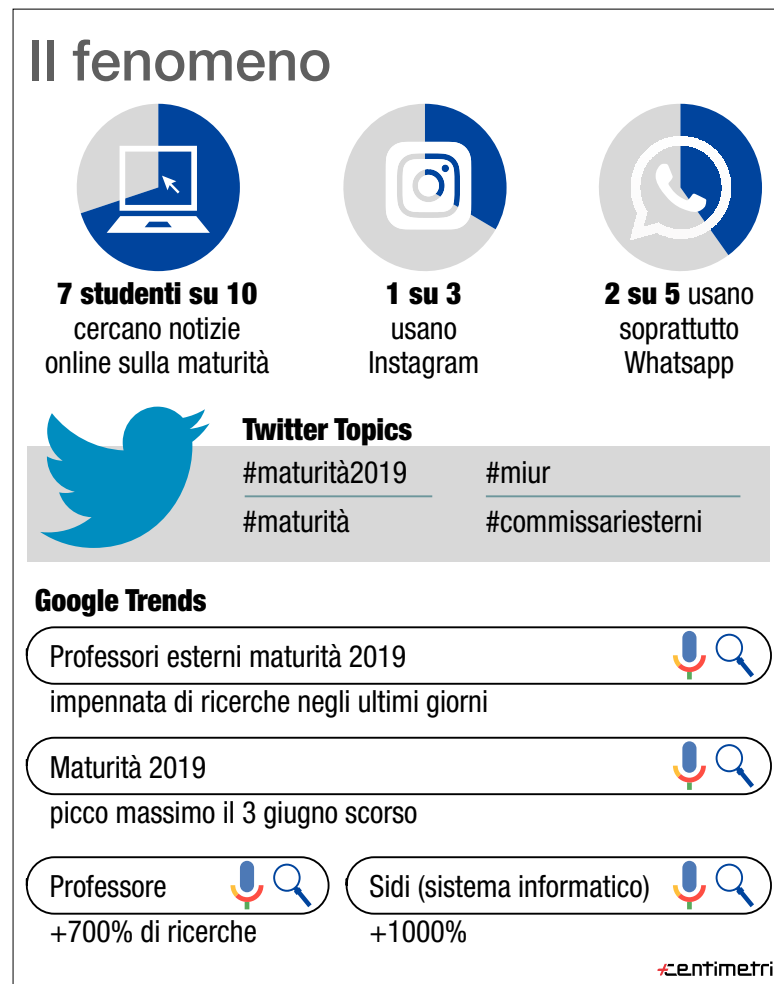 Il fenomeno
7 studenti su 10
cercano notizie
online sulla maturità
1 su 3
usano
Instagram
2 su 5 usano
soprattutto
Whatsapp
Twitter Topics
#maturità2019
#miur
#maturità
#commissariesterni
Google Trends
Professori esterni maturità 2019
impennata di ricerche negli ultimi giorni
Maturità 2019
picco massimo il 3 giugno scorso
Professore
+700% di ricerche
Sidi (sistema informatico)
+1000%
centimetri